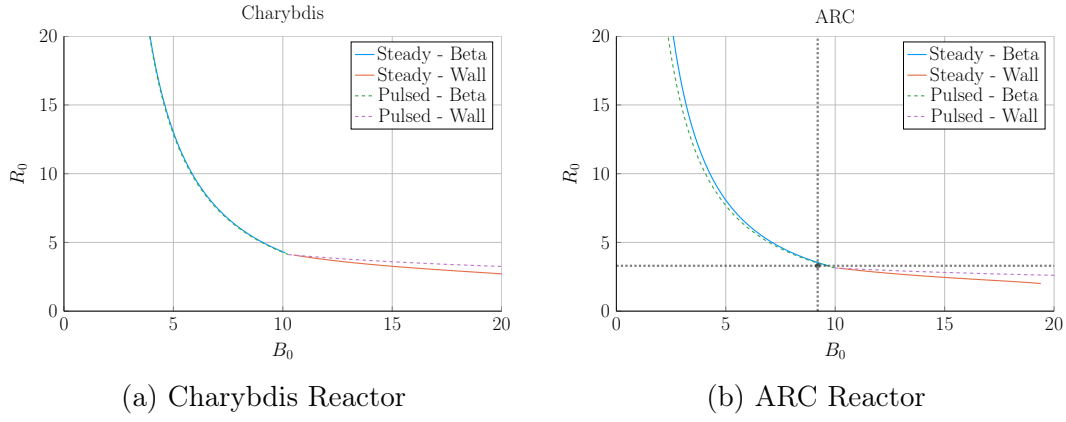 Charybdis
20
15
10
5
0
R₀
0 5 10 15 20
B₀
Steady - Beta
Steady - Wall
Pulsed - Beta
Pulsed - Wall
(a) Charybdis Reactor
ARC
20
15
10
5
0
R₀
0 5 10 15 20
B₀
Steady - Beta
Steady - Wall
Pulsed - Beta
Pulsed - Wall
(b) ARC Reactor